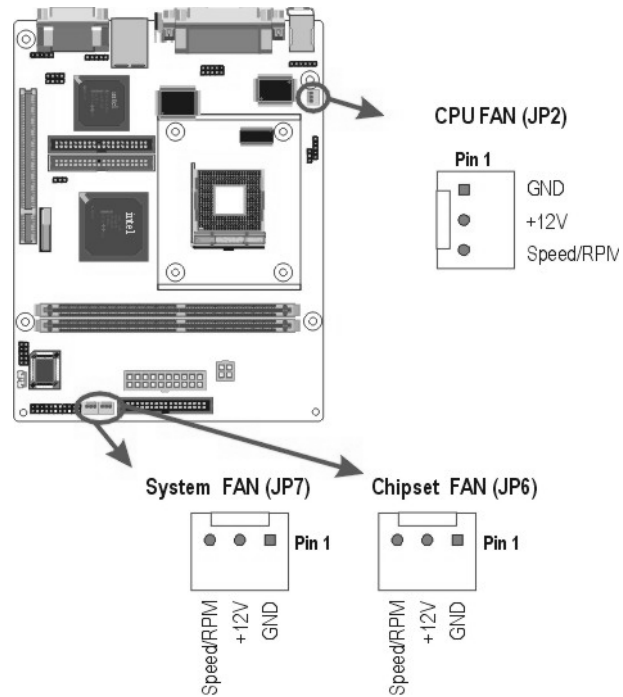 intel
intel
CPU FAN (JP2)
Pin 1
GND
+12V
Speed/RPM
System FAN (JP7)
Chipset FAN (JP6)
Pin 1
Pin 1
Speed/RPM
+12V
GND
Speed/RPM
+12V
GND